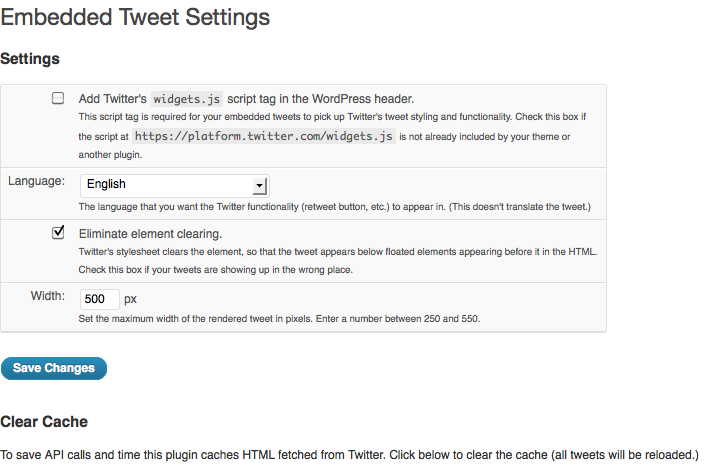 Embedded Tweet Settings
Settings
Add Twitter's widgets.js script tag in the WordPress header.
This script tag is required for your embedded tweets to pick up Twitter's tweet styling and functionality. Check this box if
the script at https://platform.twitter.com/widgets.js is not already included by your theme or
another plugin.
Language: English
The language that you want the Twitter functionality (retweet button, etc.) to appear in. (This doesn't translate the tweet.)
Eliminate element clearing.
Twitter's stylesheet clears the element, so that the tweet appears below floated elements appearing before it in the HTML.
Check this box if your tweets are showing up in the wrong place.
Width: 500 px
Set the maximum width of the rendered tweet in pixels. Enter a number between 250 and 550.
Save Changes
Clear Cache
To save API calls and time this plugin caches HTML fetched from Twitter. Click below to clear the cache (all tweets will be reloaded.)